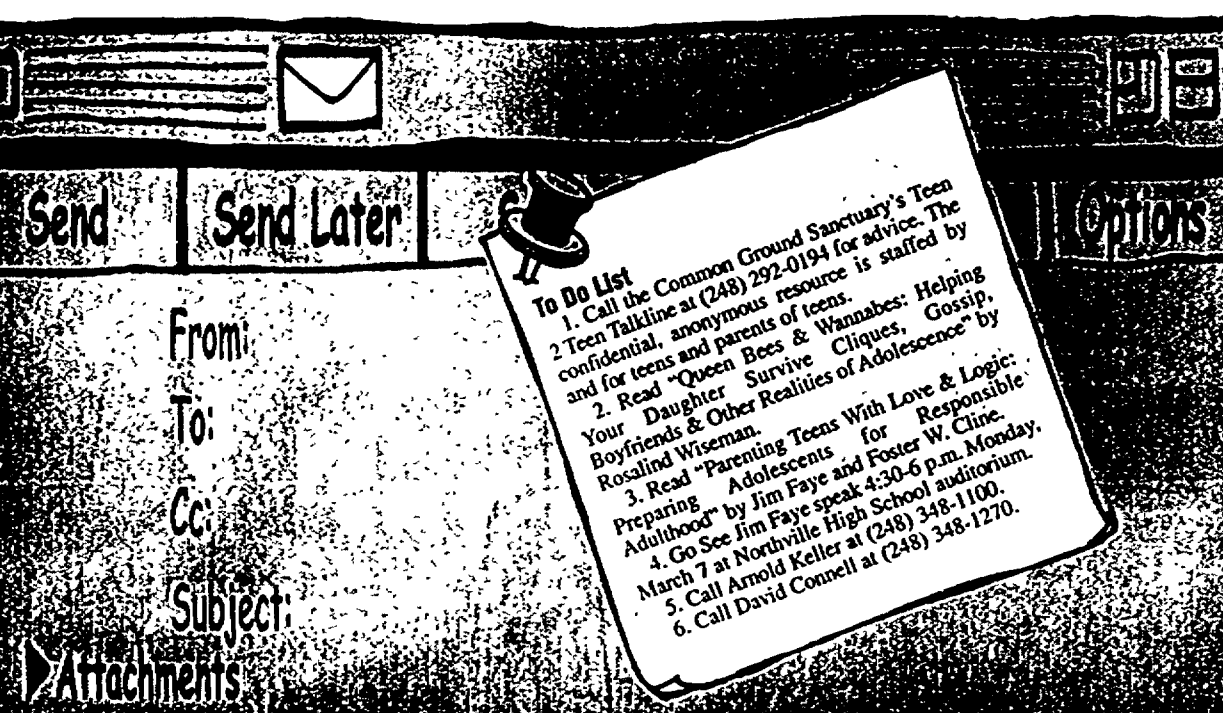 Send
Send Later
Options
From:
To:
Cc:
Subject:
Attachments
To Do List
1. Call the Common Ground Sanctuary's Teen
2 Teen Talkline at (248) 292-0194 for advice. The
confidential, anonymous resource is staffed by
and for teens and parents of teens.
2. Read "Queen Bees & Wannabes: Helping
Your Daughter Survive Cliques, Gossip,
Boyfriends & Other Realities of Adolescence" by
Rosalind Wiseman.
3. Read "Parenting Teens With Love & Logic:
Preparing Adolescents for Responsible
Adulthood" by Jim Faye and Foster W. Cline.
4. Go See Jim Faye speak 4:30-6 p.m. Monday,
March 7 at Northville High School auditorium.
5. Call Arnold Keller at (248) 348-1100.
6. Call David Connell at (248) 348-1270.